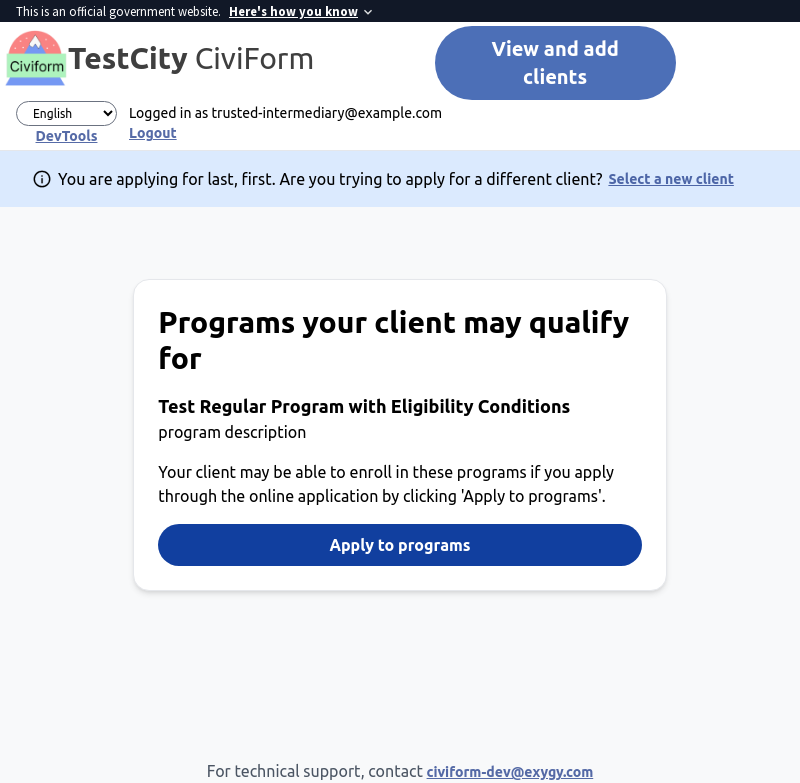 This is an official government website. Here's how you know
Civiform
TestCity CiviForm
View and add
clients
English
Logged in as trusted-intermediary@example.com
DevTools
Logout
You are applying for last, first. Are you trying to apply for a different client? Select a new client
Programs your client may qualify
for
Test Regular Program with Eligibility Conditions
program description
Your client may be able to enroll in these programs if you apply
through the online application by clicking 'Apply to programs'.
Apply to programs
For technical support, contact civiform-dev@exygy.com